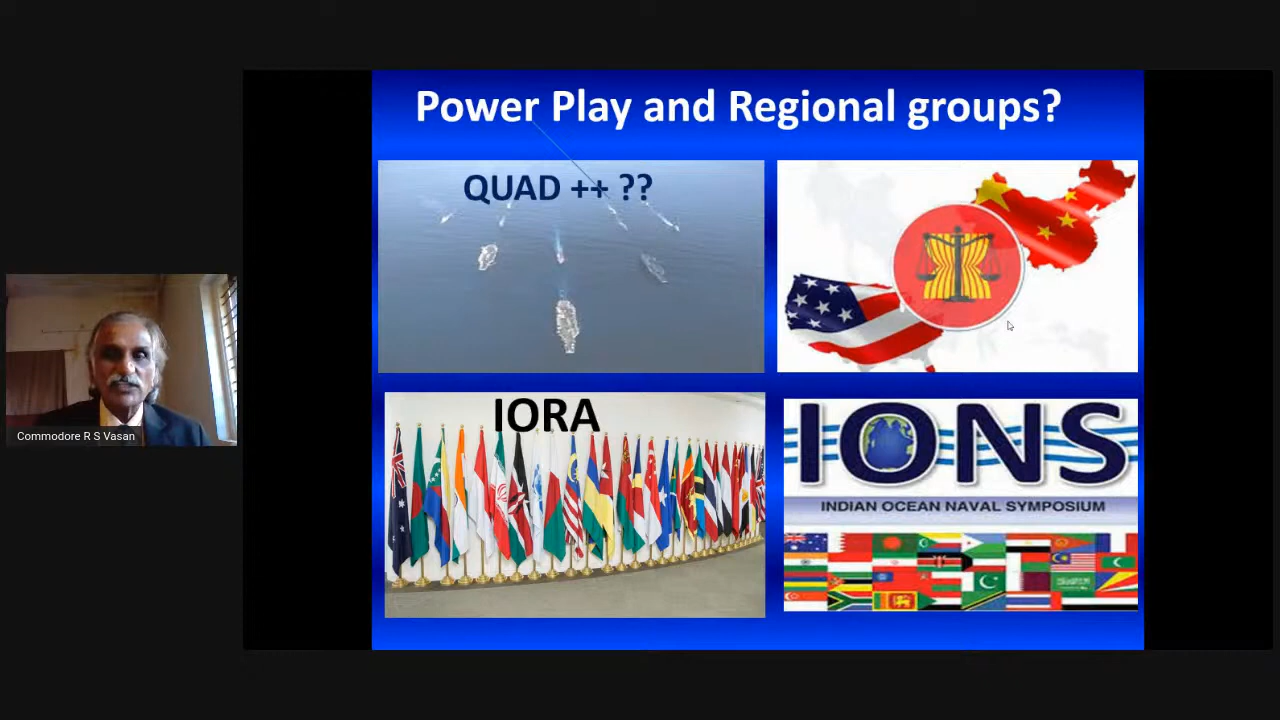 Power Play and Regional groups?
QUAD ++ ??
IORA
IONS
INDIAN OCEAN NAVAL SYMPOSIUM
Commodore R S Vasan